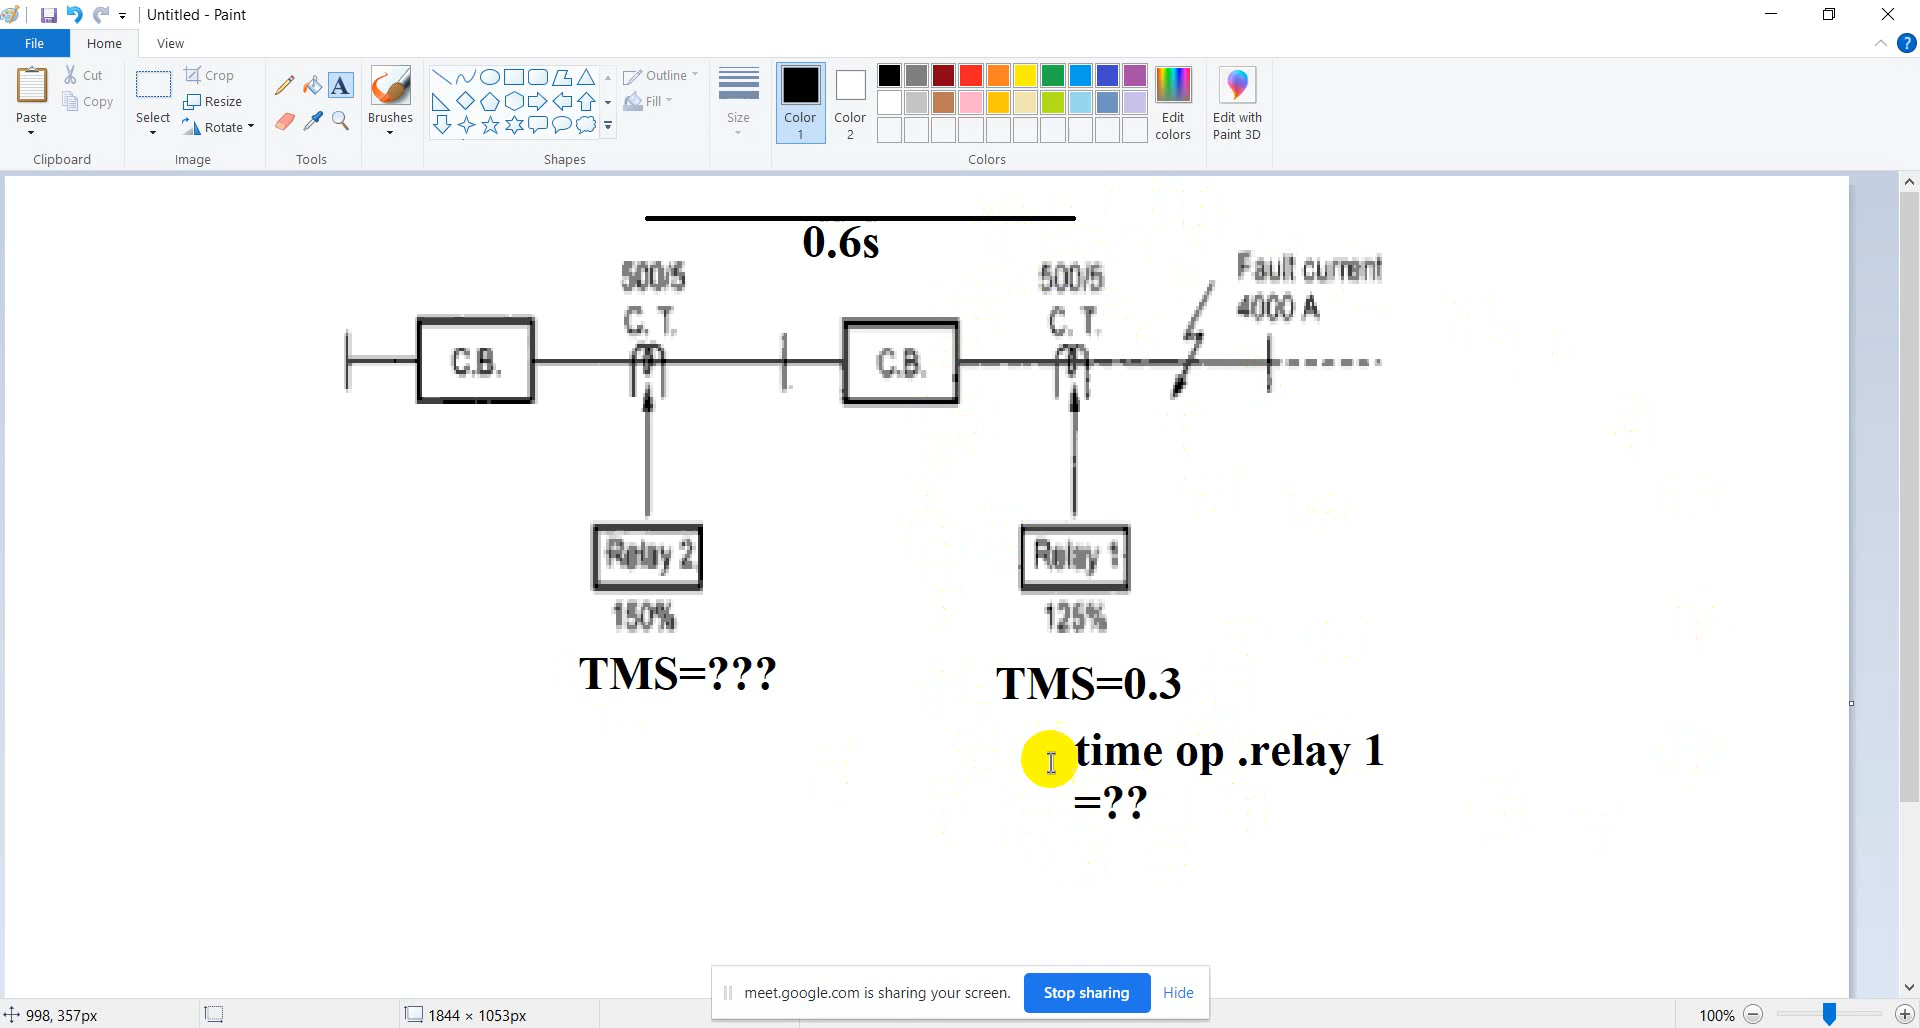 Untitled - Paint
File
Home
View
Paste
Cut
Copy
Clipboard
Select
Crop
Resize
Rotate
Image
Tools
Brushes
Outline
Fill
Shapes
Size
Color
1
Color
2
Edit
colors
Edit with
Paint 3D
Colors
0.6s
500/5
C. T.
500/5
C. T.
Fault current
4000 A
C.B.
C.B.
Relay 2
150%
Relay 1
125%
TMS=???
TMS=0.3
time op .relay 1
=??
meet.google.com is sharing your screen.
Stop sharing
Hide
998, 357px
1844 × 1053px
100%